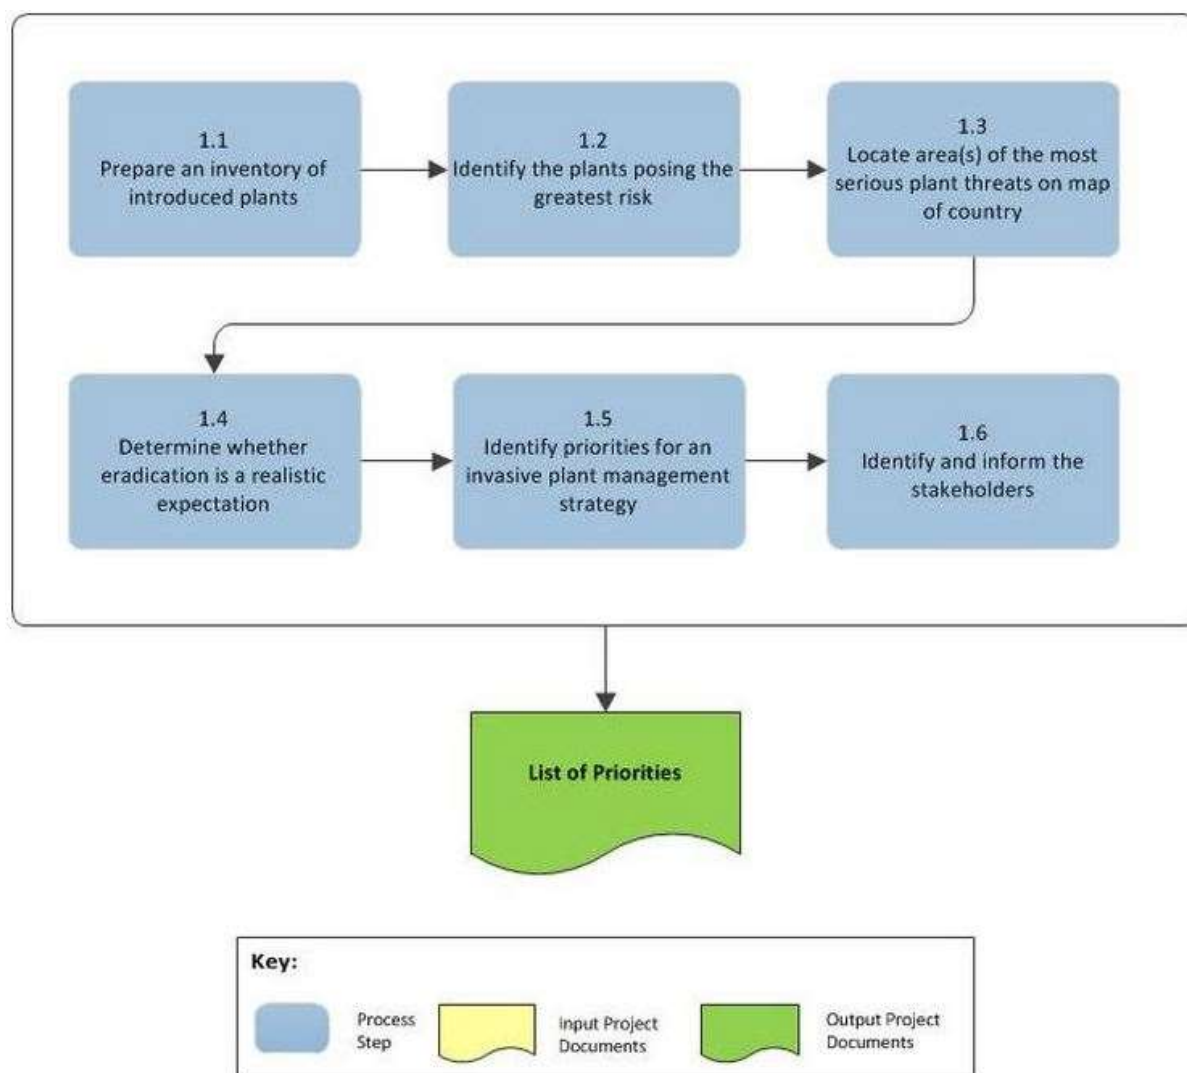 1.1
Prepare an inventory of
introduced plants
1.2
Identify the plants posing the
greatest risk
1.3
Locate area(s) of the most
serious plant threats on map
of country
1.4
Determine whether
eradication is a realistic
expectation
1.5
Identify priorities for an
invasive plant management
strategy
1.6
Identify and inform the
stakeholders
List of Priorities
Key:
Process
Step
Input Project
Documents
Output Project
Documents